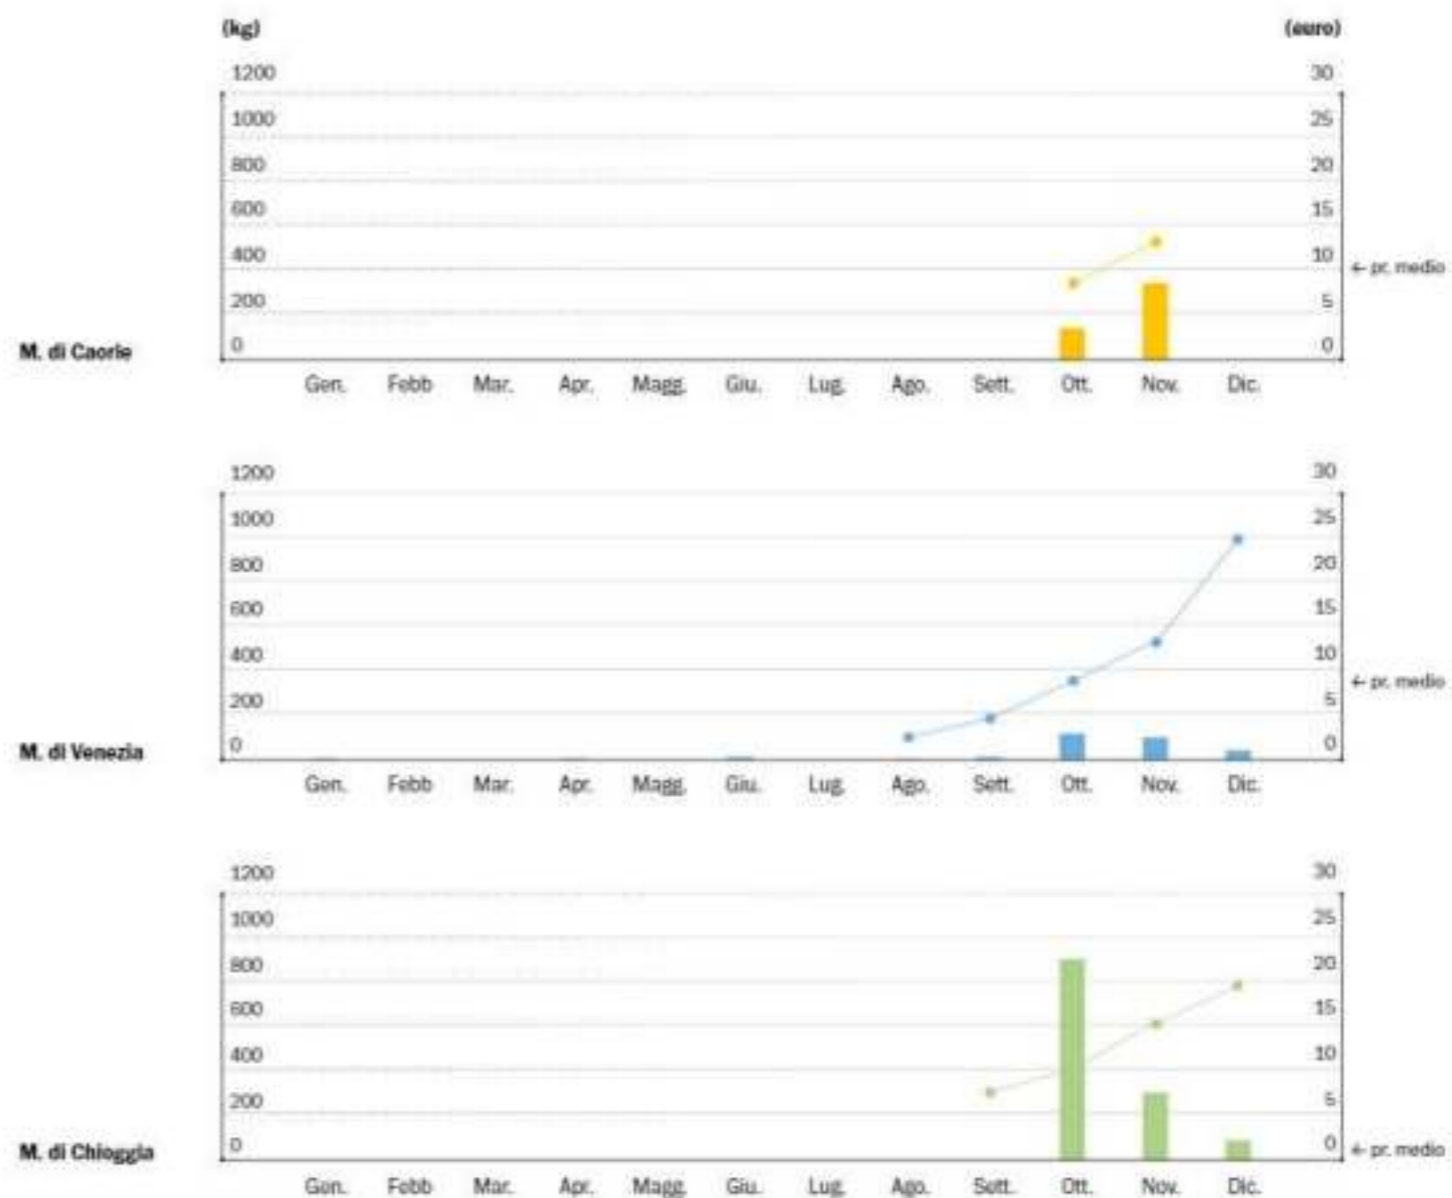 (kg) (euro)
1200 30
1000 25
800 20
600 15
400 10 ← pr. medio
200 5
M. di Caorle 0 0
Gen. Febb Mar. Apr. Magg. Giu. Lug. Ago. Sett. Ott. Nov. Dic.
1200 30
1000 25
800 20
600 15
400 10
← pr. medio
200 5
M. di Venezia 0 0
Gen. Febb Mar. Apr. Magg. Giu. Lug. Ago. Sett. Ott. Nov. Dic.
1200 30
1000 25
800 20
600 15
400 10
200 5
M. di Chioggia 0 0 ← pr. medio
Gen. Febb Mar. Apr. Magg. Giu. Lug. Ago. Sett. Ott. Nov. Dic.